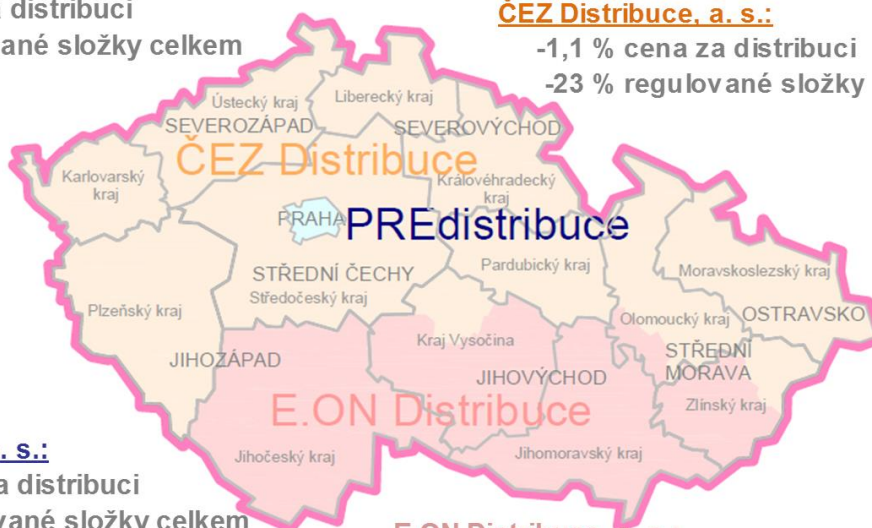 distribuci
ČEZ Distribuce, a. s.:
složky celkem
-1,1 % cena za distribuci
-23 % regulované složky
Ústecký kraj
Liberecký kraj
SEVEROZÁPAD
SEVEROVÝCHOD
ČEZ Distribuce
Karlovarský
kraj
Královéhradecký
kraj
PRAHA
PREdistribuce
STŘEDNÍ ČECHY
Středočeský kraj
Pardubický kraj
Moravskoslezský kraj
Plzeňský kraj
Olomoucký kraj
OSTRAVSKO
Kraj Vysočina
STŘEDNÍ
MORAVA
JIHOZÁPAD
JIHOVÝCHOD
Zlínský kraj
E.ON Distribuce
Jihočeský kraj
Jihomoravský kraj
. s.:
distribuci
složky celkem
E.ON